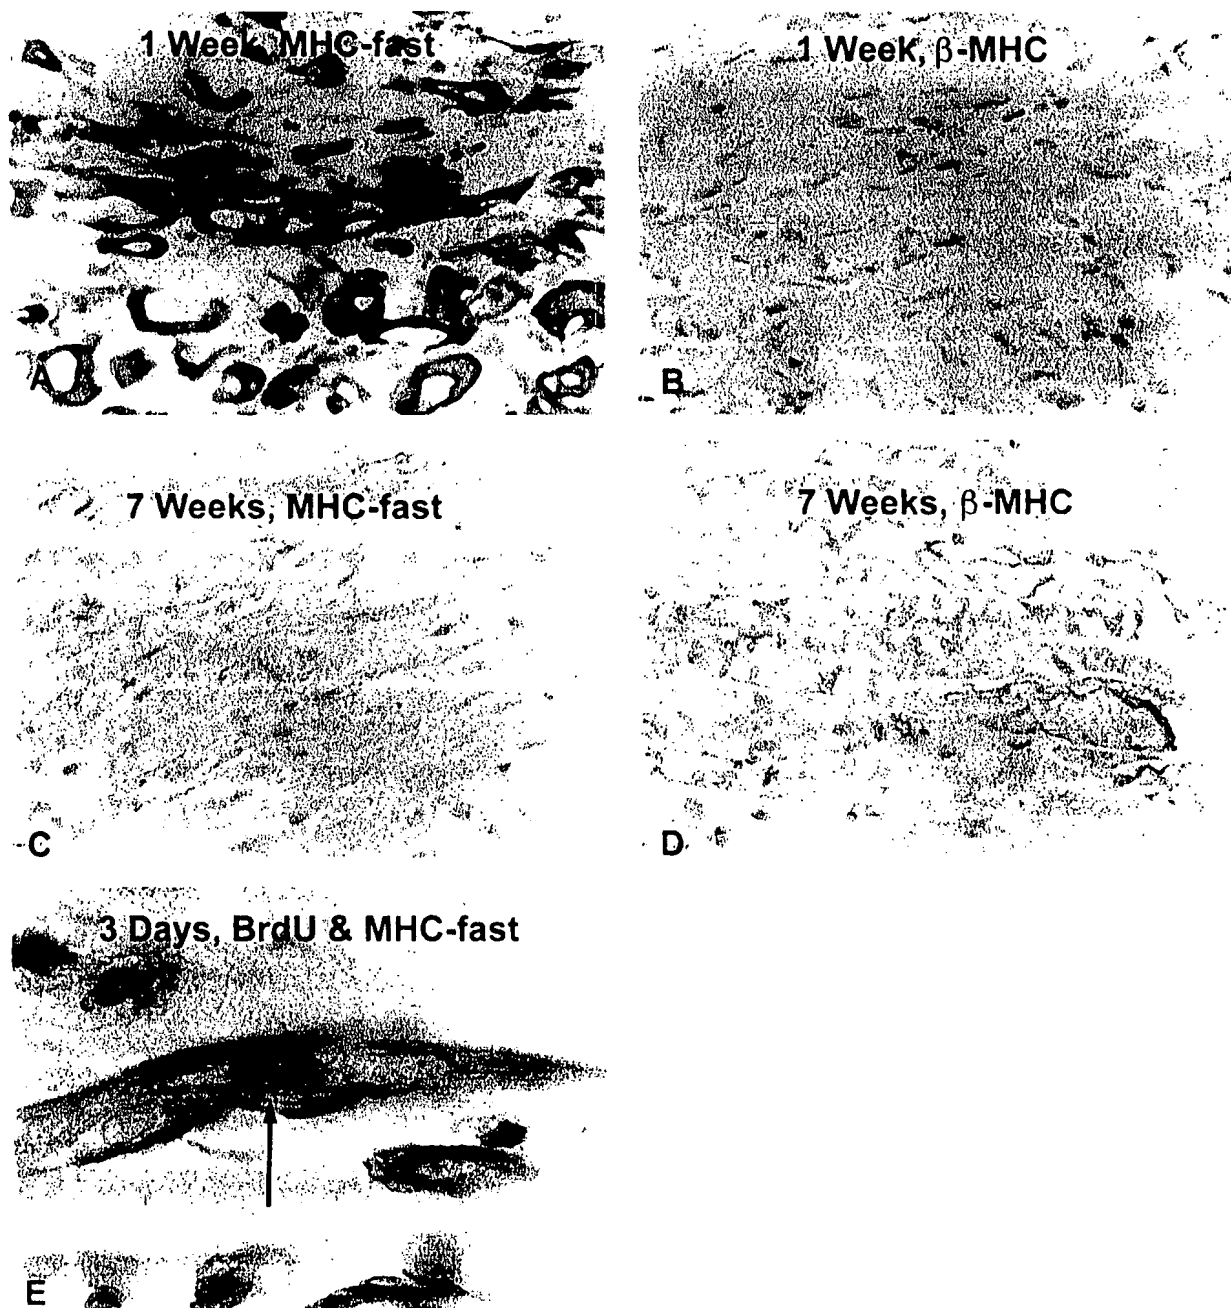 1 Week, MHC-fast
A
1 Week, β-MHC
B
7 Weeks, MHC-fast
C
7 Weeks, β-MHC
D
3 Days, BrdU & MHC-fast
E